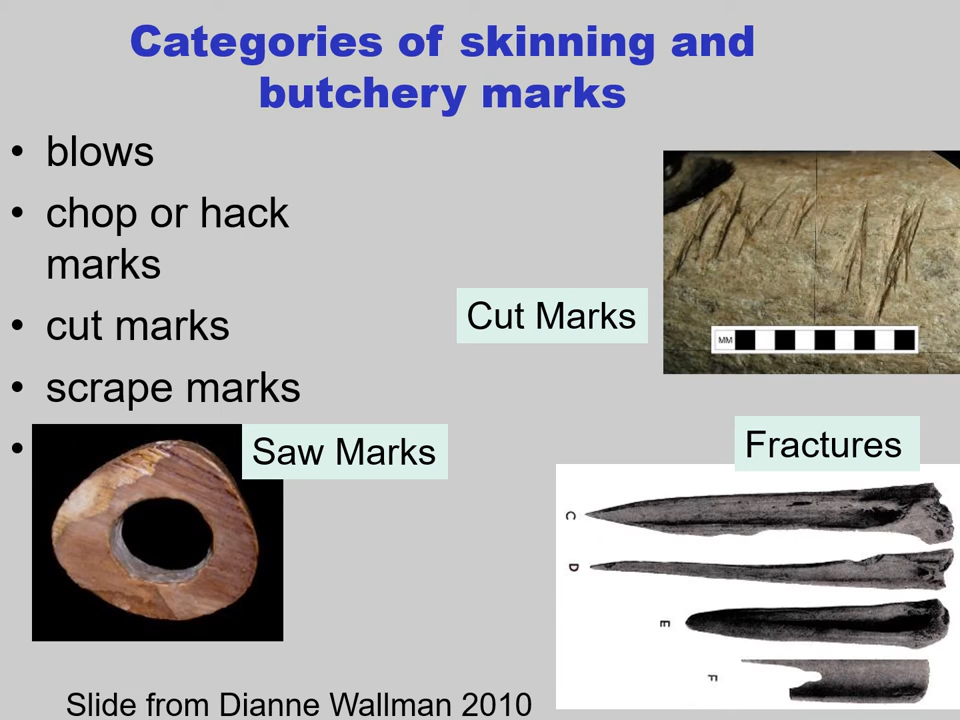 Categories of skinning and
butchery marks
• blows
• chop or hack
marks
• cut marks
• scrape marks
•
Cut Marks
MM
Saw Marks
Fractures
C
D
E
F
Slide from Dianne Wallman 2010